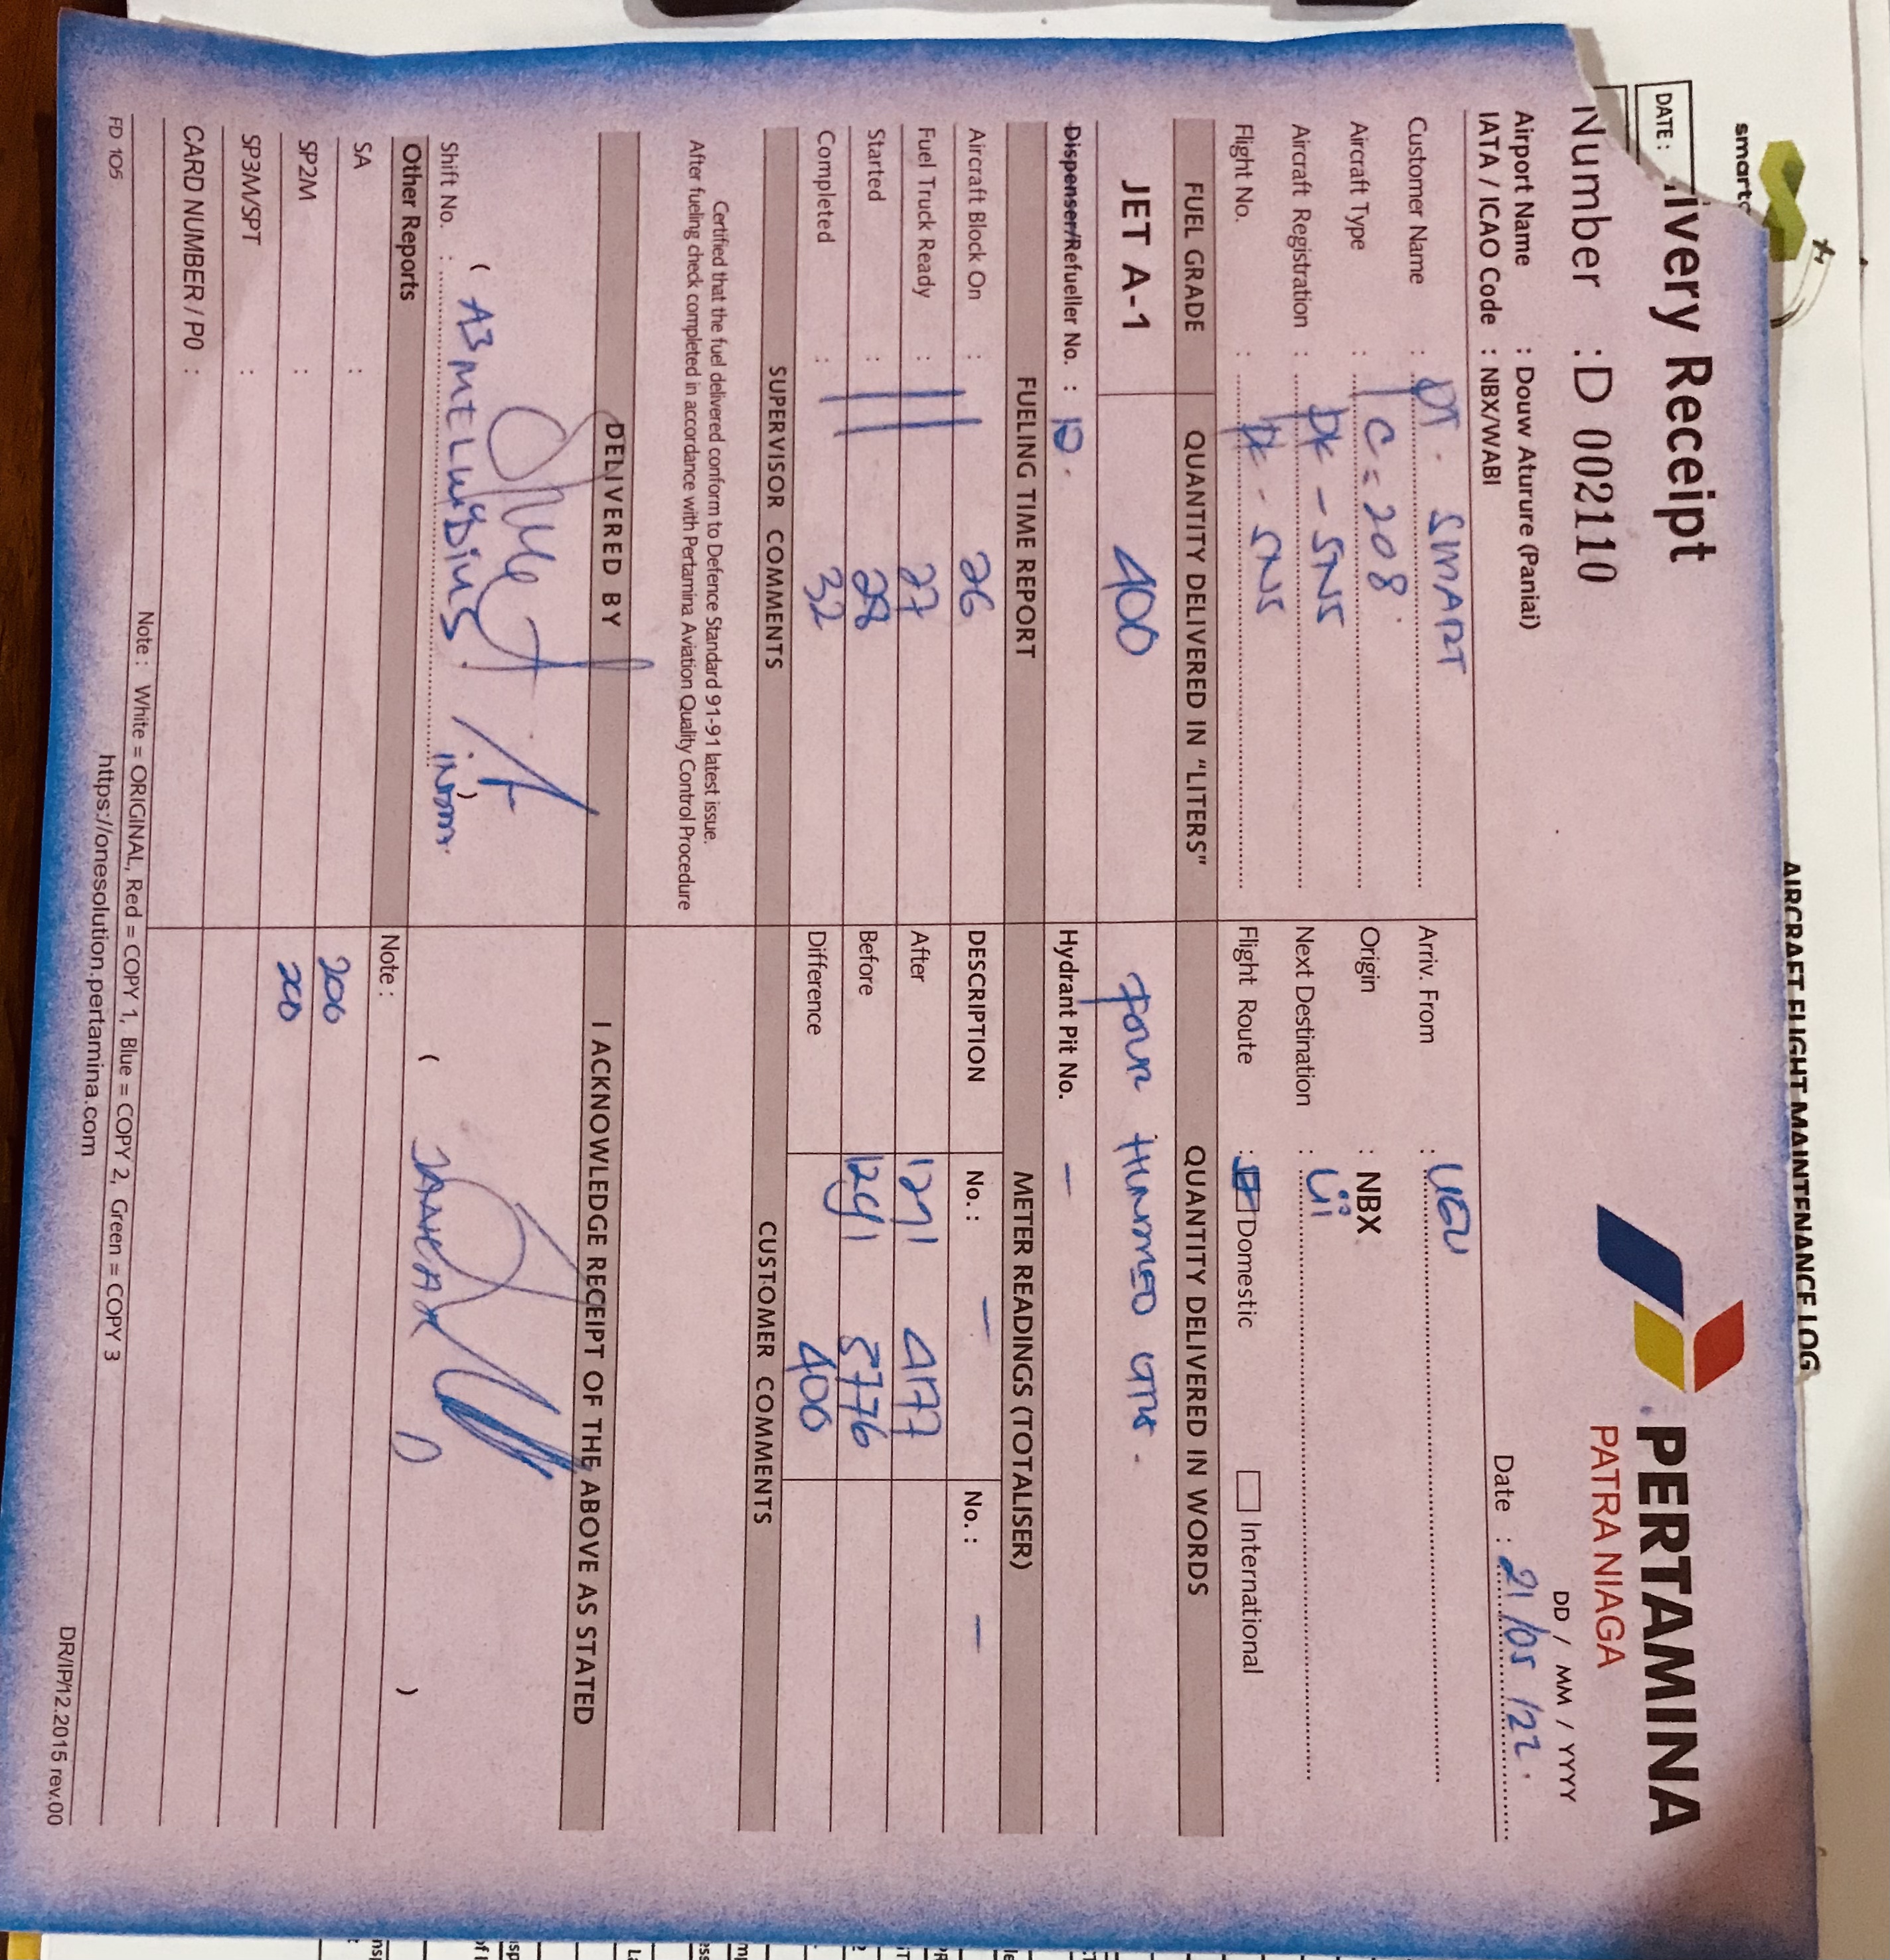 smart
AIRCRAFT FLIGHT MAINTENANCE LOG
DATE :
ivery Receipt
PERTAMINA
PATRA NIAGA
Number : D 002110
DD / MM / YYYY
Airport Name : Douw Aturure (Paniai)
Date : 21/05/22.
IATA / ICAO Code : NBX/WABI
Customer Name : PT. SMART
Arriv. From : UGU
Aircraft Type : C = 208.
Origin : NBX
Aircraft Registration : PK - SNS
Next Destination :
Flight No. : PK - SNS
Flight Route : Domestic International
FUEL GRADE QUANTITY DELIVERED IN "LITERS" QUANTITY DELIVERED IN WORDS
JET A-1 400 FOUR HUNDRED LTR.
Dispenser/Refueller No. : 10. Hydrant Pit No. —
FUELING TIME REPORT METER READINGS (TOTALISER)
Aircraft Block On : 26 DESCRIPTION No. : — No. : —
Fuel Truck Ready : 27 After 1271 4177
Started : 28 Before 5776
Completed : 32 Difference 400
SUPERVISOR COMMENTS CUSTOMER COMMENTS
Certified that the fuel delivered conform to Defence Standard 91-91 latest issue.
After fueling check completed in accordance with Pertamina Aviation Quality Control Procedure
DELIVERED BY I ACKNOWLEDGE RECEIPT OF THE ABOVE AS STATED
( )
Shift No. :
( )
Other Reports Note :
SA : 200
SP2M : 200
SP3M/SPT :
CARD NUMBER / PO :
Note : White = ORIGINAL, Red = COPY 1, Blue = COPY 2, Green = COPY 3
FD 105
https://onesolution.pertamina.com
DR/IP/12.2015 rev.00